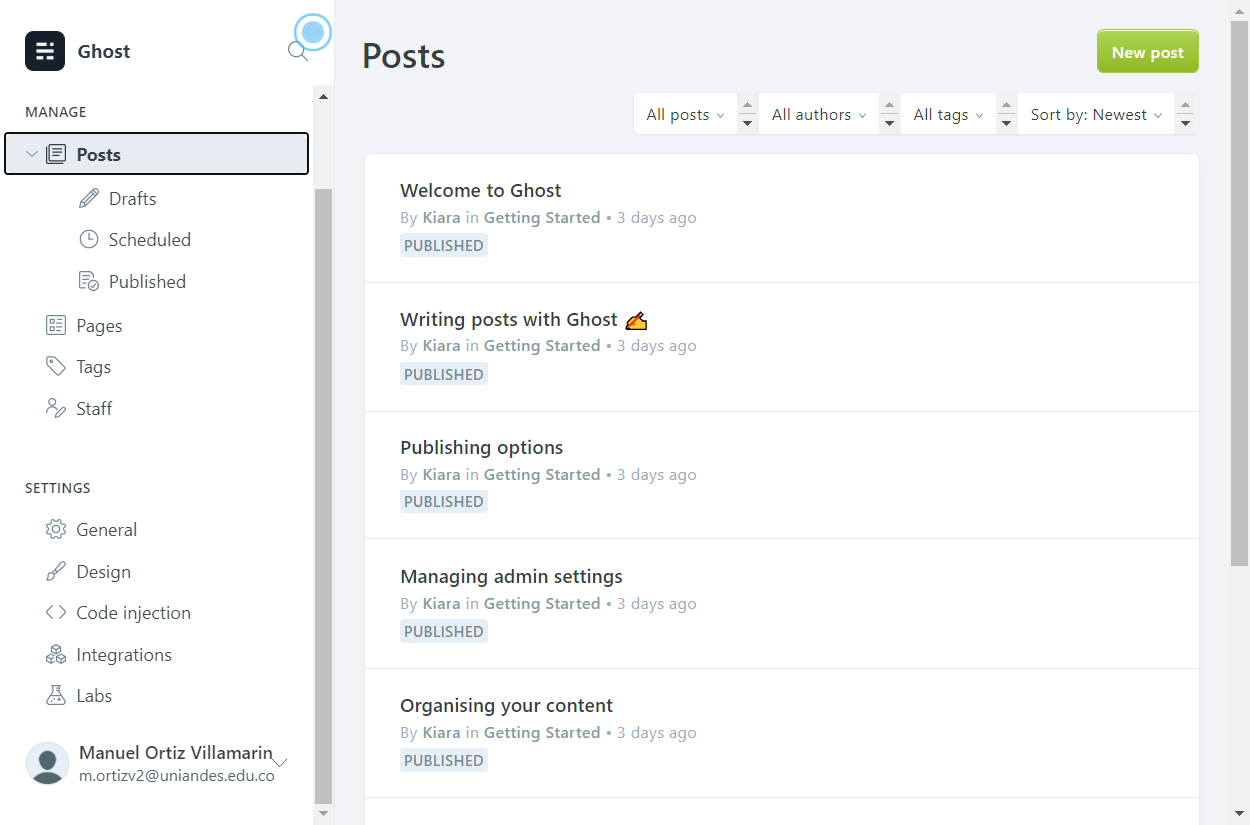 Ghost
MANAGE
Posts
Drafts
Scheduled
Published
Pages
Tags
Staff
SETTINGS
General
Design
Code injection
Integrations
Labs
Manuel Ortiz Villamarin
m.ortizv2@uniandes.edu.co
Posts
New post
All posts
All authors
All tags
Sort by: Newest
Welcome to Ghost
By Kiara in Getting Started • 3 days ago
PUBLISHED
Writing posts with Ghost ✍️
By Kiara in Getting Started • 3 days ago
PUBLISHED
Publishing options
By Kiara in Getting Started • 3 days ago
PUBLISHED
Managing admin settings
By Kiara in Getting Started • 3 days ago
PUBLISHED
Organising your content
By Kiara in Getting Started • 3 days ago
PUBLISHED